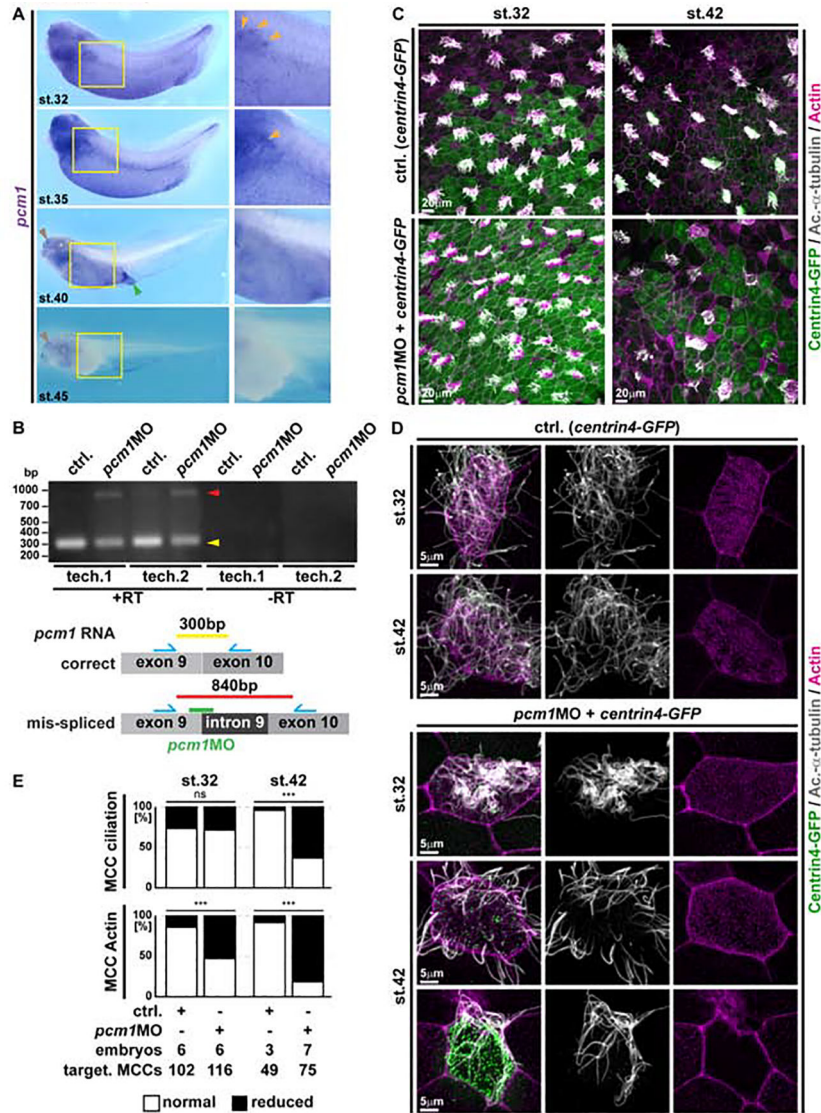 A
pcm1
st.32
st.35
st.40
st.45
B
ctrl. pcm1MO ctrl. pcm1MO ctrl. pcm1MO ctrl. pcm1MO
bp
1000
700
500
400
300
200
tech.1 tech.2 tech.1 tech.2
+RT -RT
300bp
pcm1 RNA
correct exon 9 exon 10
840bp
mis-spliced exon 9 intron 9 exon 10
pcm1MO
E
st.32 st.42
ns ***
MCC ciliation
100
[%]
50
0
*** ***
MCC Actin
100
[%]
50
0
ctrl. + - + -
pcm1MO - + - +
embryos 6 6 3 7
target. MCCs 102 116 49 75
normal reduced
C
st.32 st.42
ctrl. (centrin4-GFP)
20μm 20μm
pcm1MO + centrin4-GFP
20μm 20μm
Centrin4-GFP / Ac.-α-tubulin / Actin
D
ctrl. (centrin4-GFP)
st.32
5μm
st.42
5μm
pcm1MO + centrin4-GFP
st.32
5μm
st.42
5μm
5μm
Centrin4-GFP / Ac.-α-tubulin / Actin